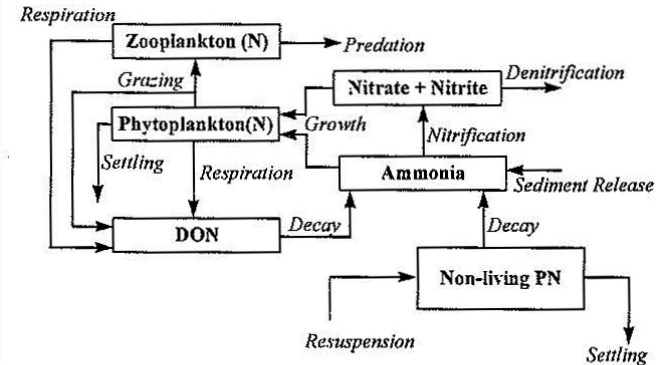 Respiration
Zooplankton (N)
Predation
Grazing
Nitrate + Nitrite
Denitrification
Phytoplankton(N)
Growth
Nitrification
Settling
Respiration
Ammonia
Sediment Release
DON
Decay
Decay
Non-living PN
Resuspension
Settling